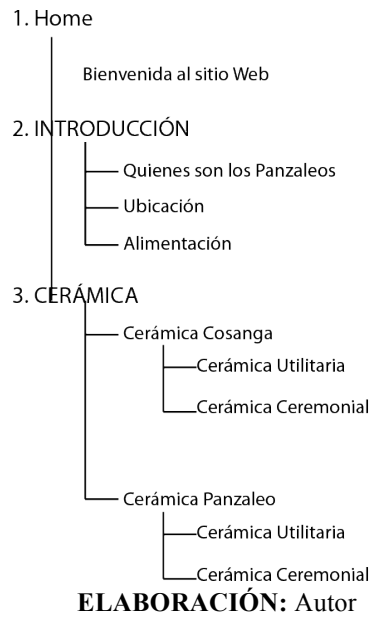 1. Home
Bienvenida al sitio Web
2. INTRODUCCIÓN
Quienes son los Panzaleos
Ubicación
Alimentación
3. CERÁMICA
Cerámica Cosanga
Cerámica Utilitaria
Cerámica Ceremonial
Cerámica Panzaleo
Cerámica Utilitaria
Cerámica Ceremonial
ELABORACIÓN: Autor